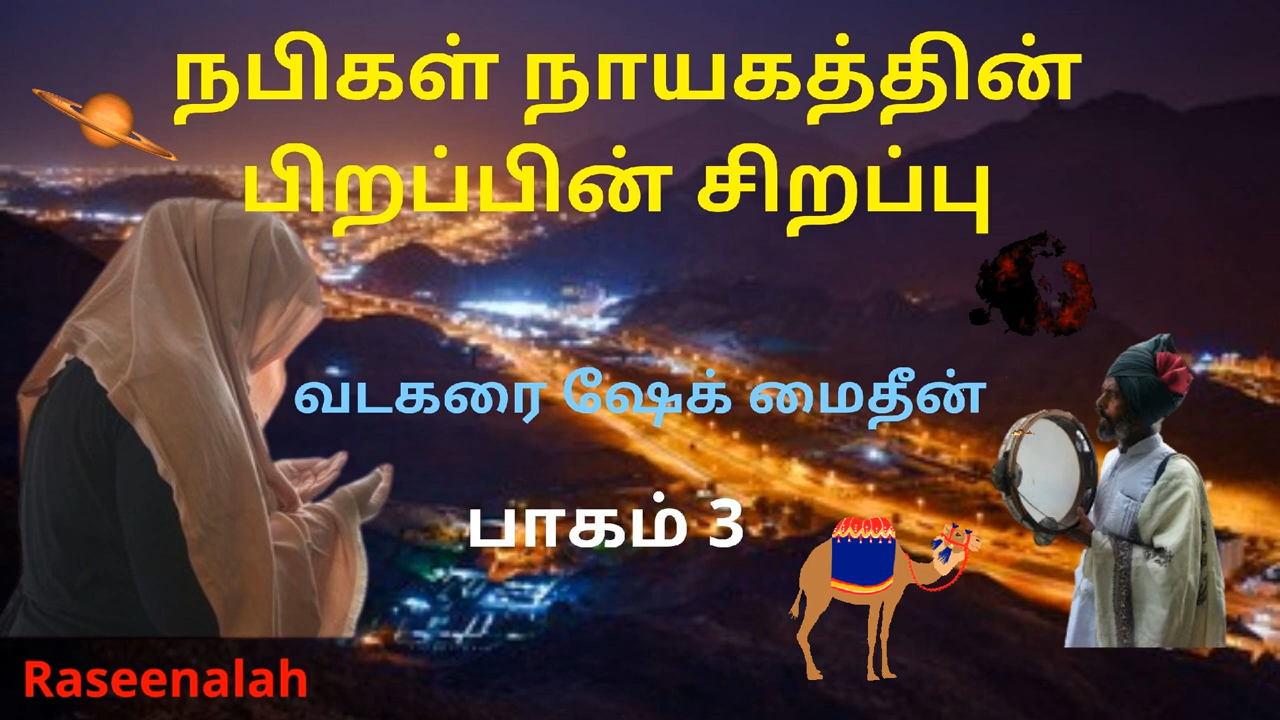 நபிகள் நாயகத்தின்
பிறப்பின் சிறப்பு
வடகரை ஷேக் மைதீன்
பாகம் 3
Raseenalah